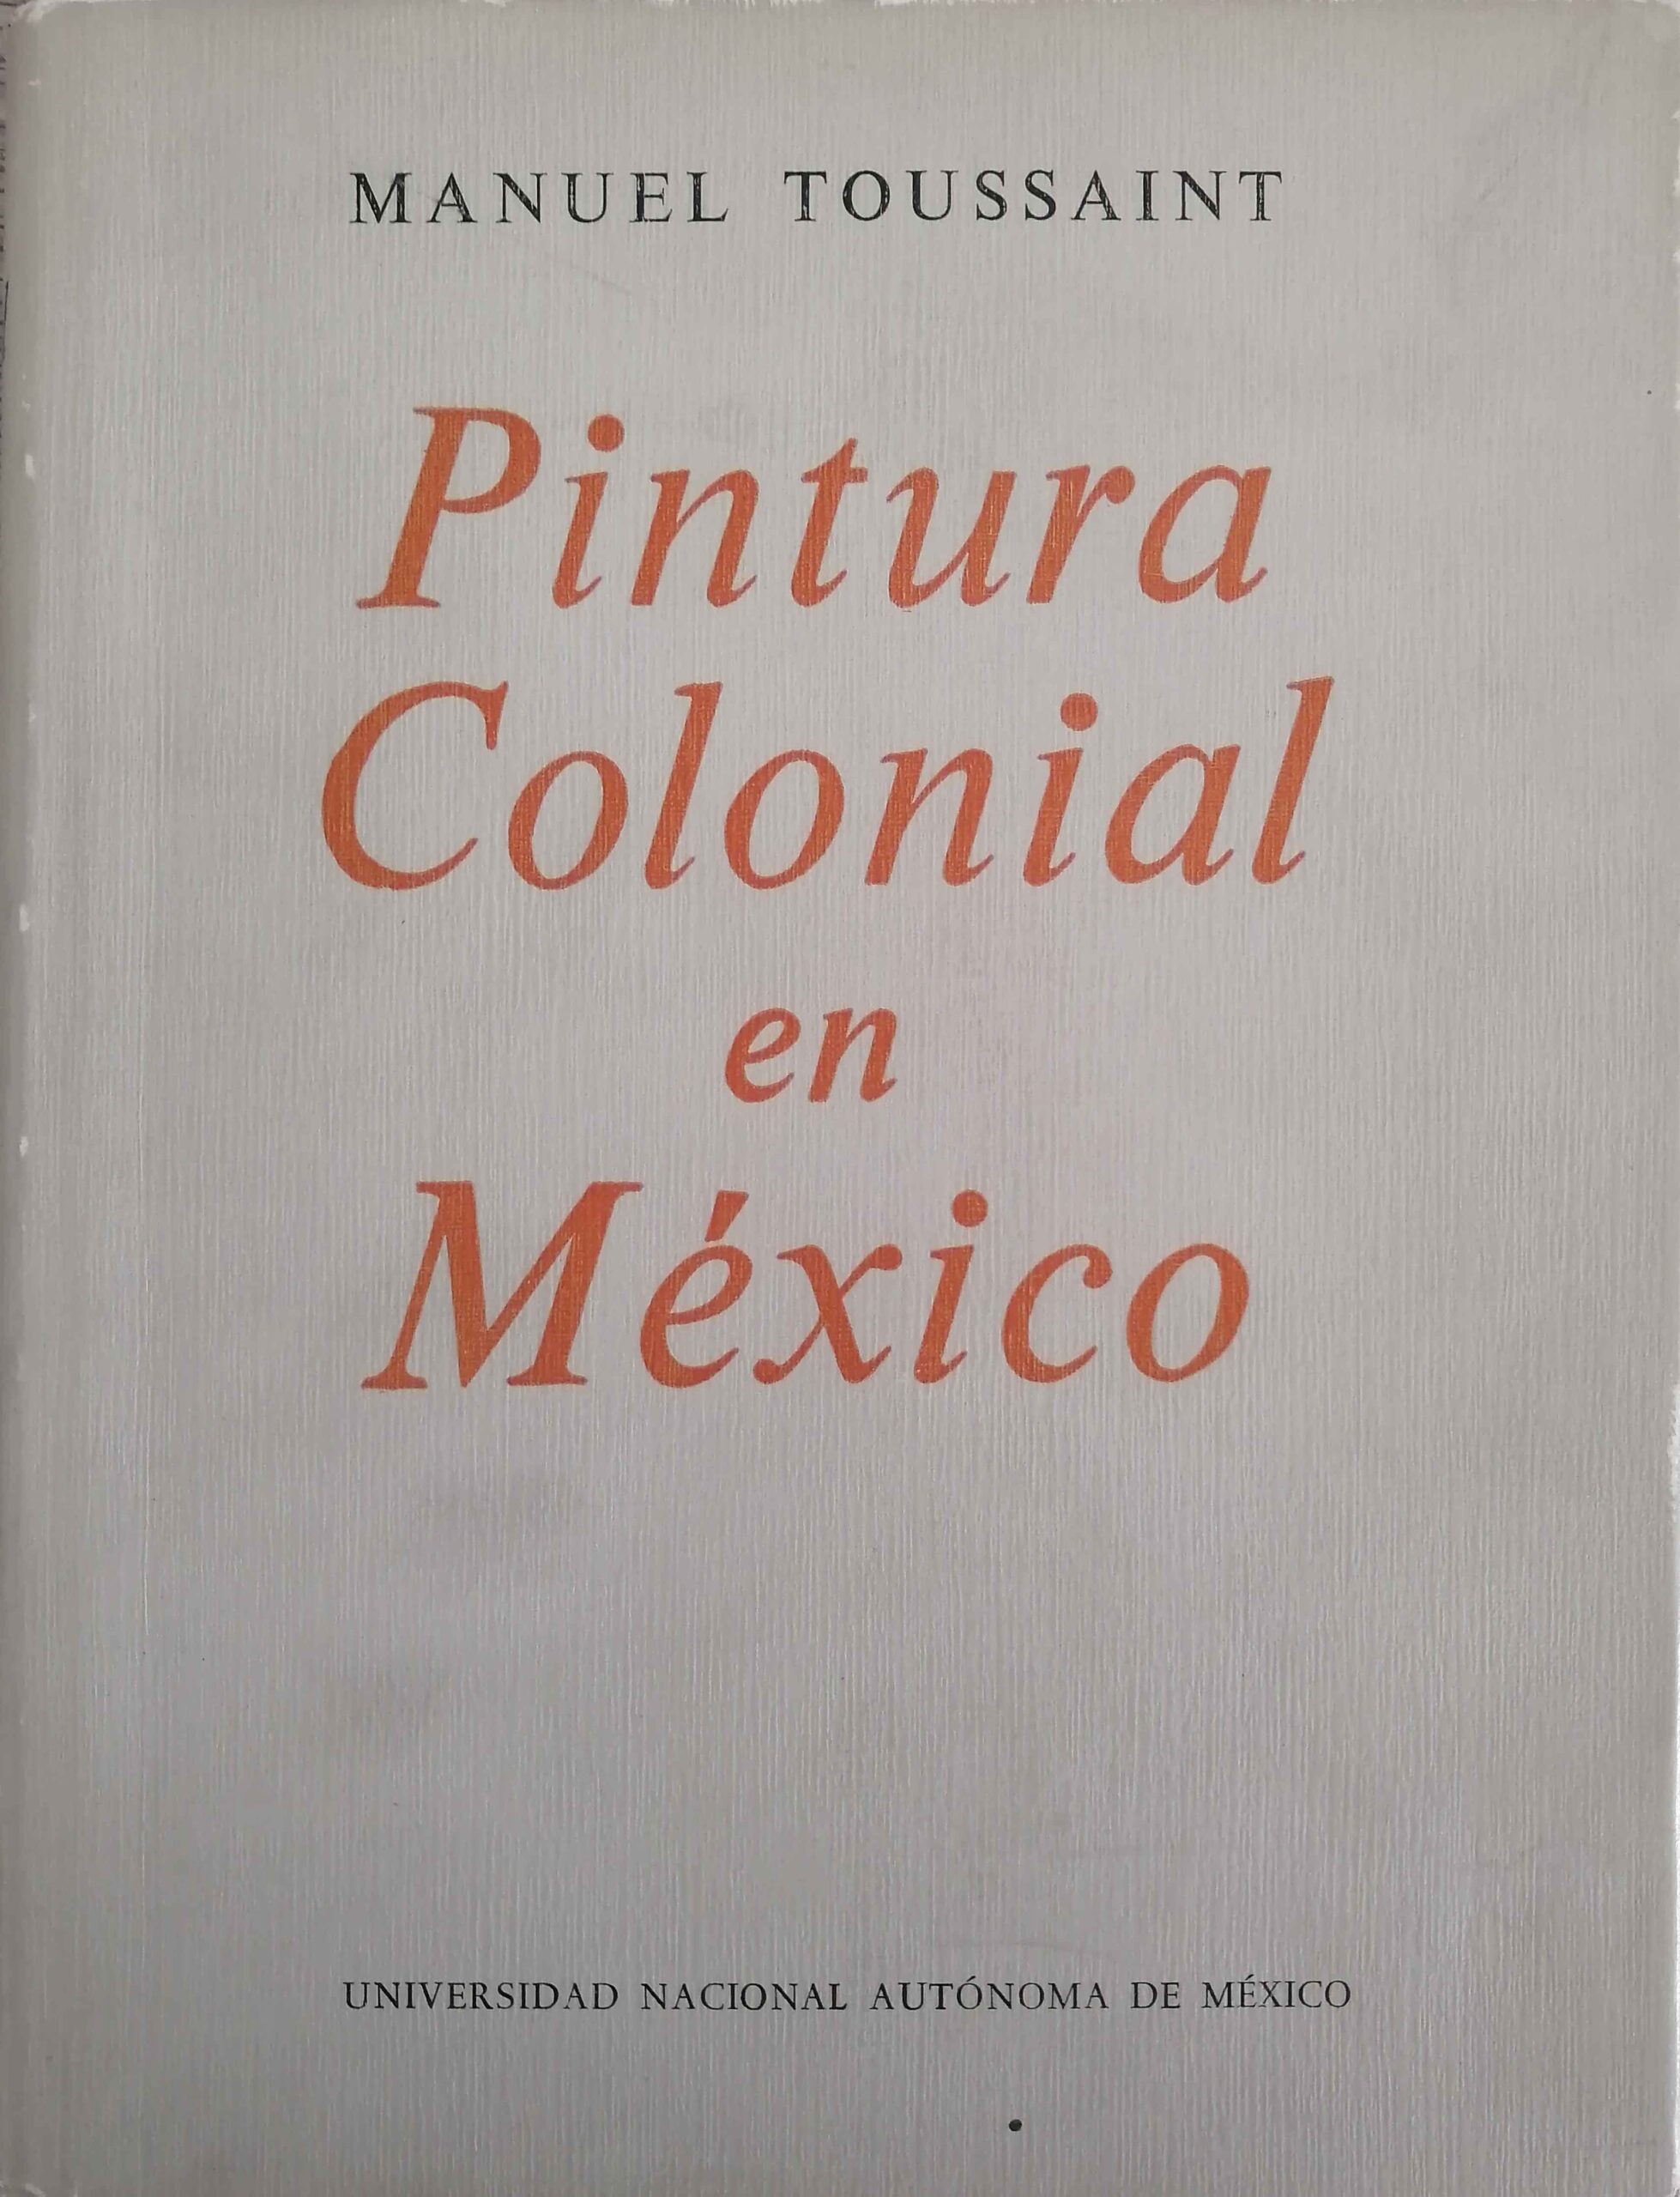 MANUEL TOUSSAINT
Pintura
Colonial
en
México
UNIVERSIDAD NACIONAL AUTÓNOMA DE MÉXICO